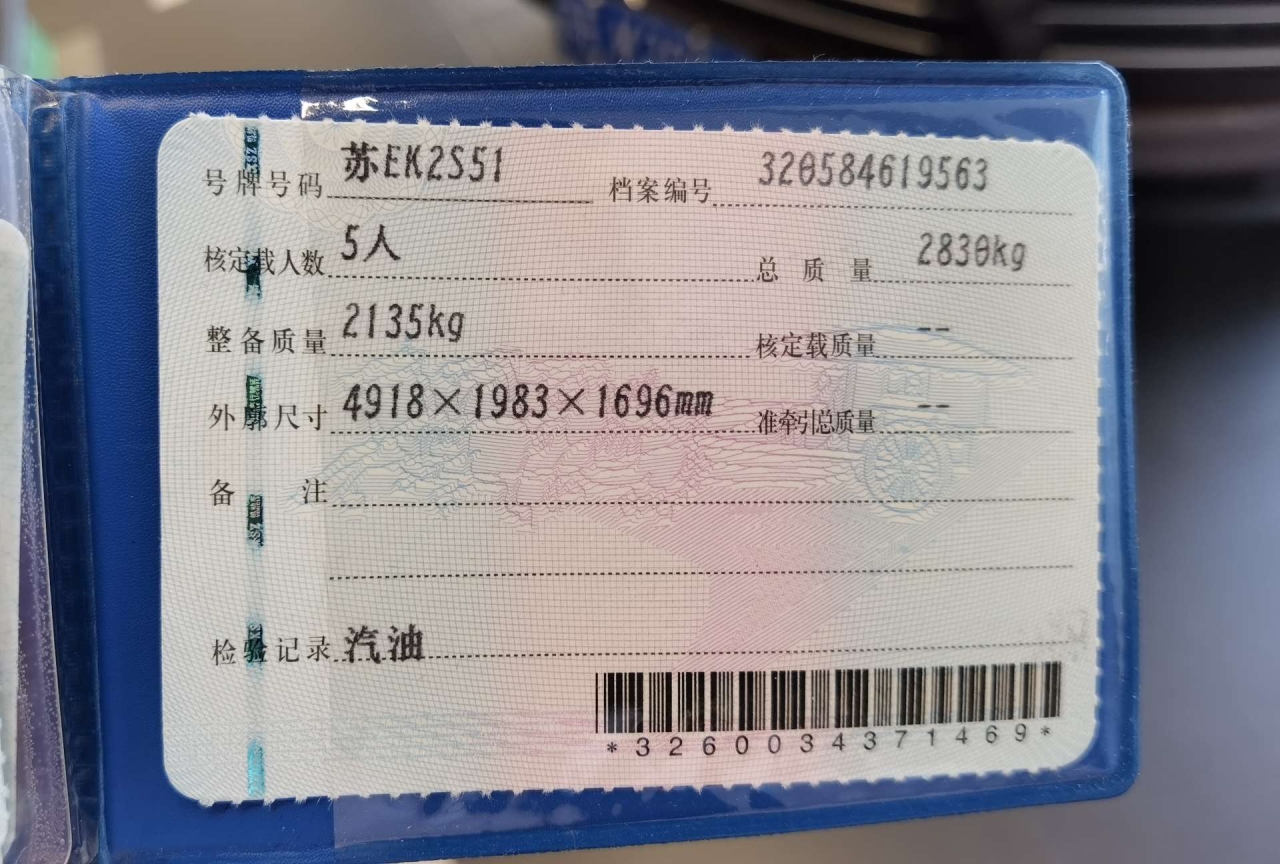 号牌号码 苏EK2S51 档案编号 320584619563
核定载人数 5人 总质量 2830kg
整备质量 2135kg 核定载质量 --
外廓尺寸 4918×1983×1696mm 准牵引总质量 --
备注
检验记录 汽油
*3260034371469*